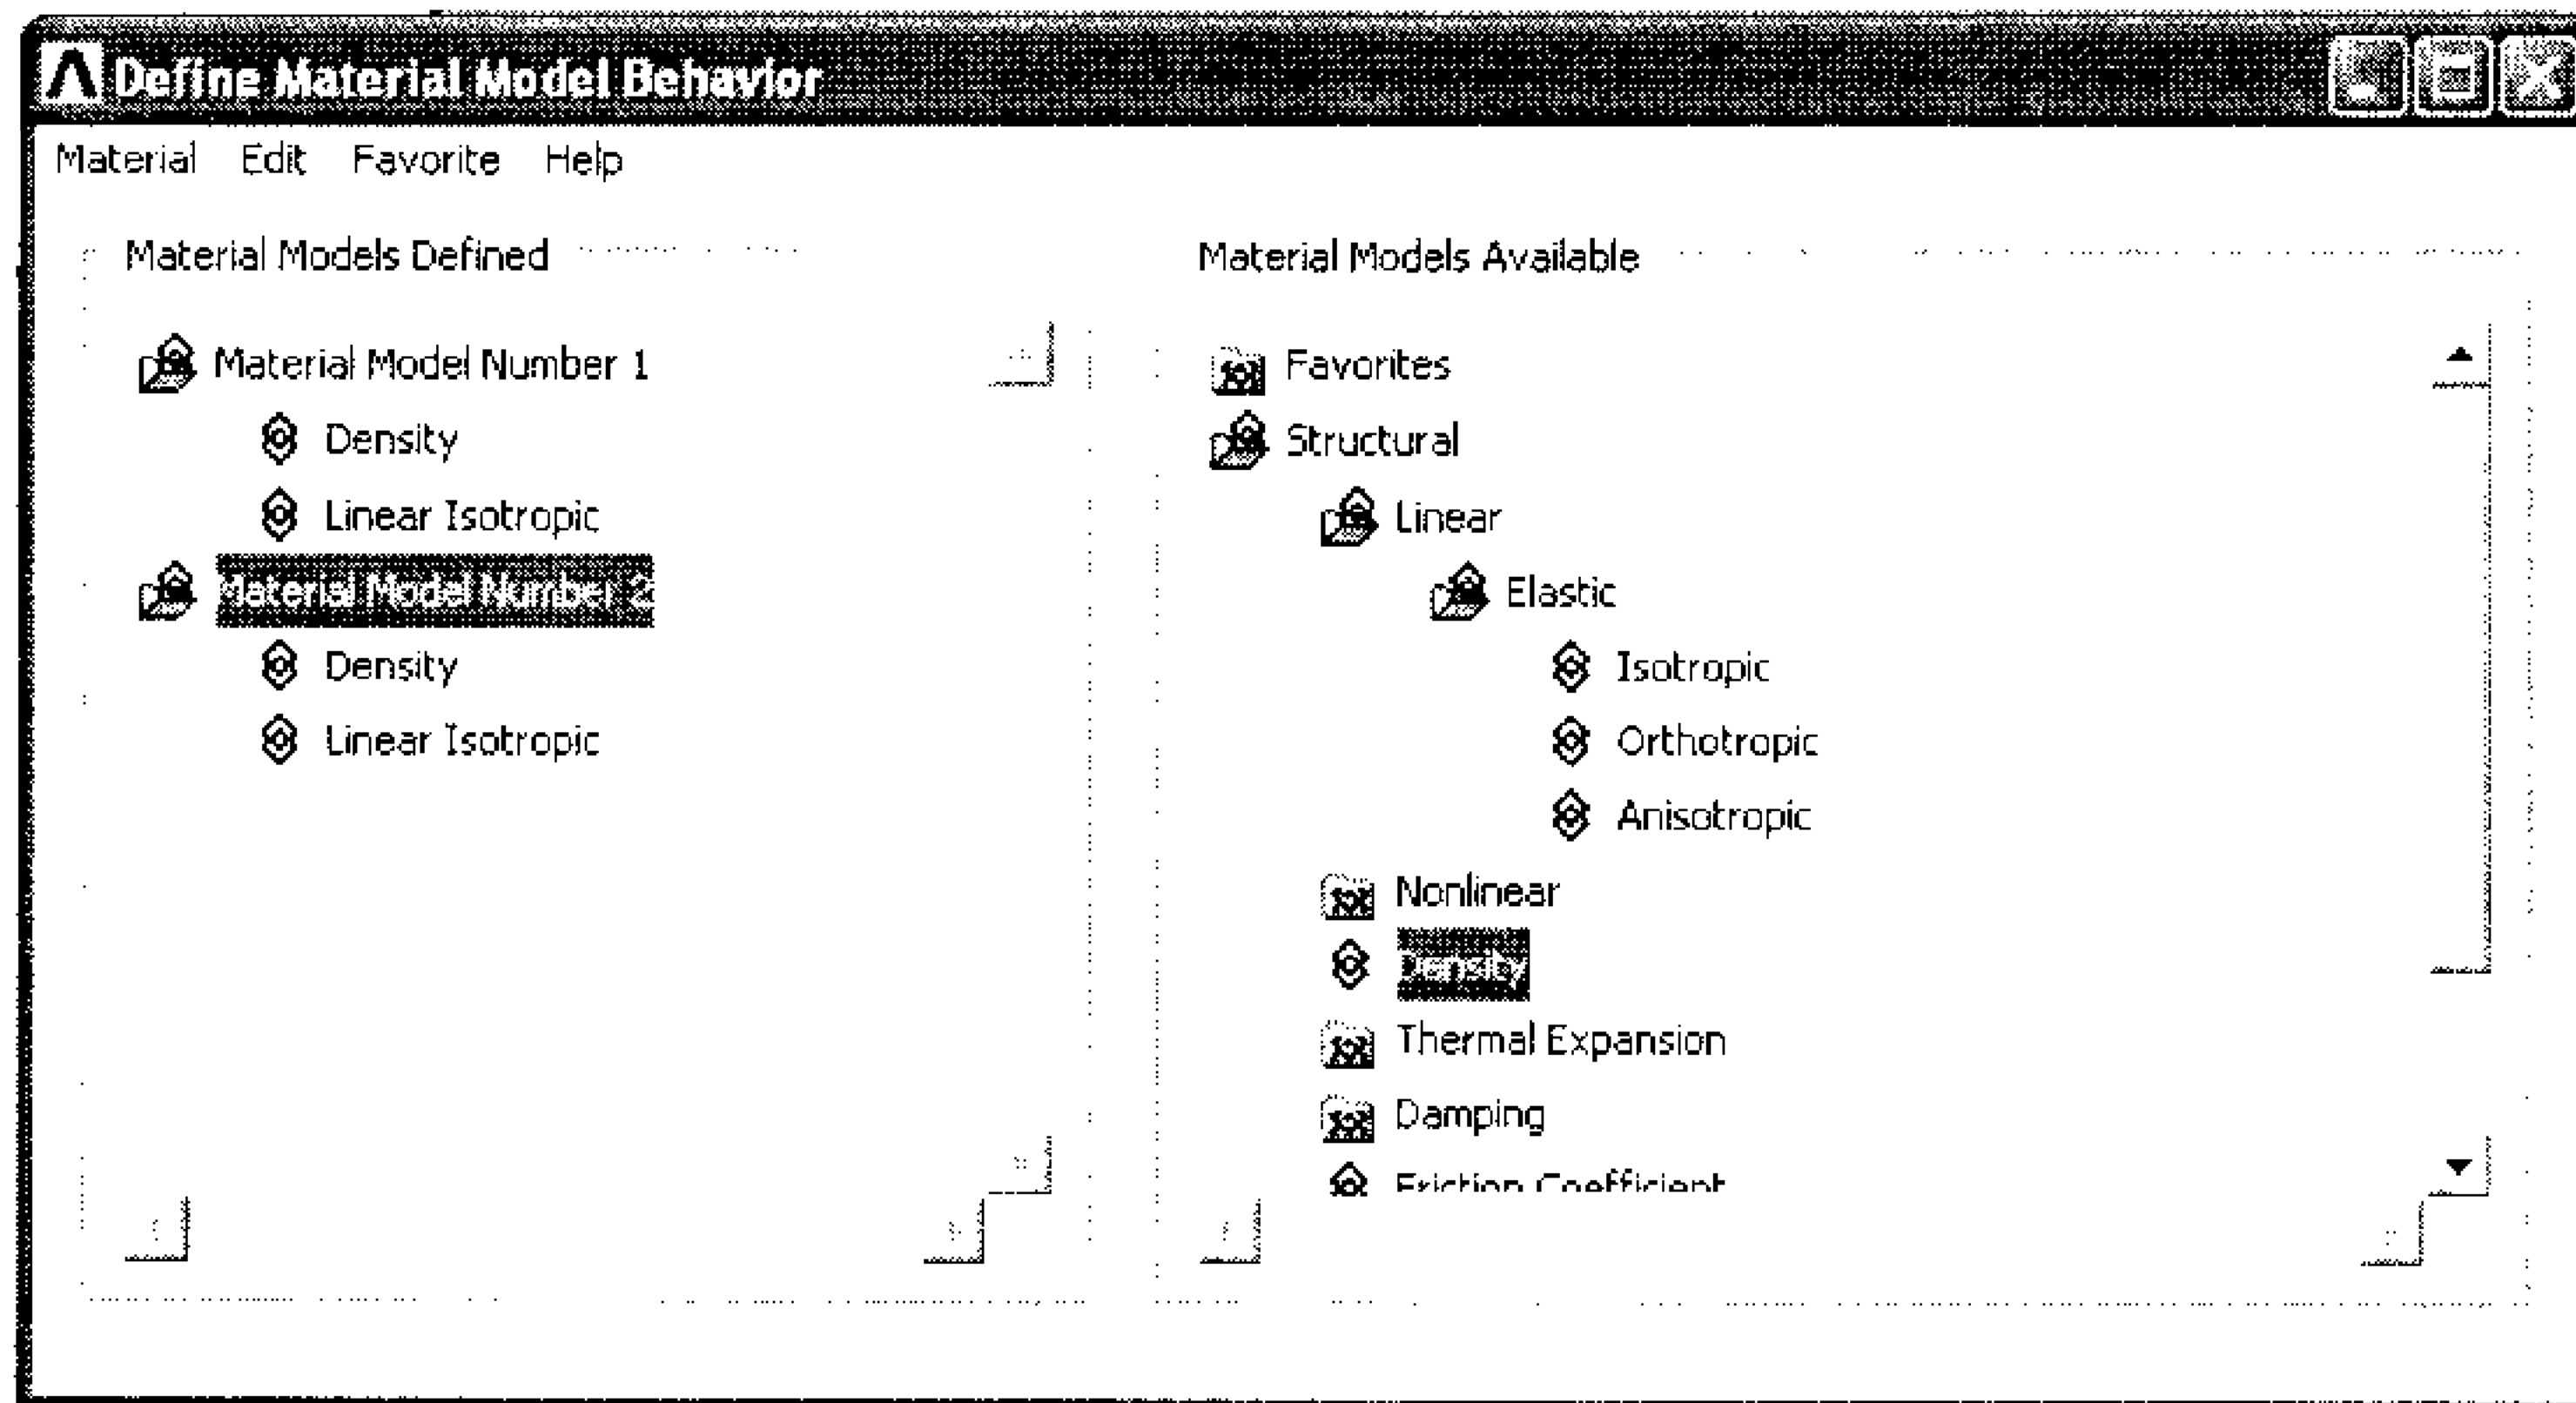 Define Material Model Behavior
Material Edit Favorite Help
Material Models Defined
Material Model Number 1
Density
Linear Isotropic
Material Model Number 2
Density
Linear Isotropic
Material Models Available
Favorites
Structural
Linear
Elastic
Isotropic
Orthotropic
Anisotropic
Nonlinear
Density
Thermal Expansion
Damping
Friction Coefficient